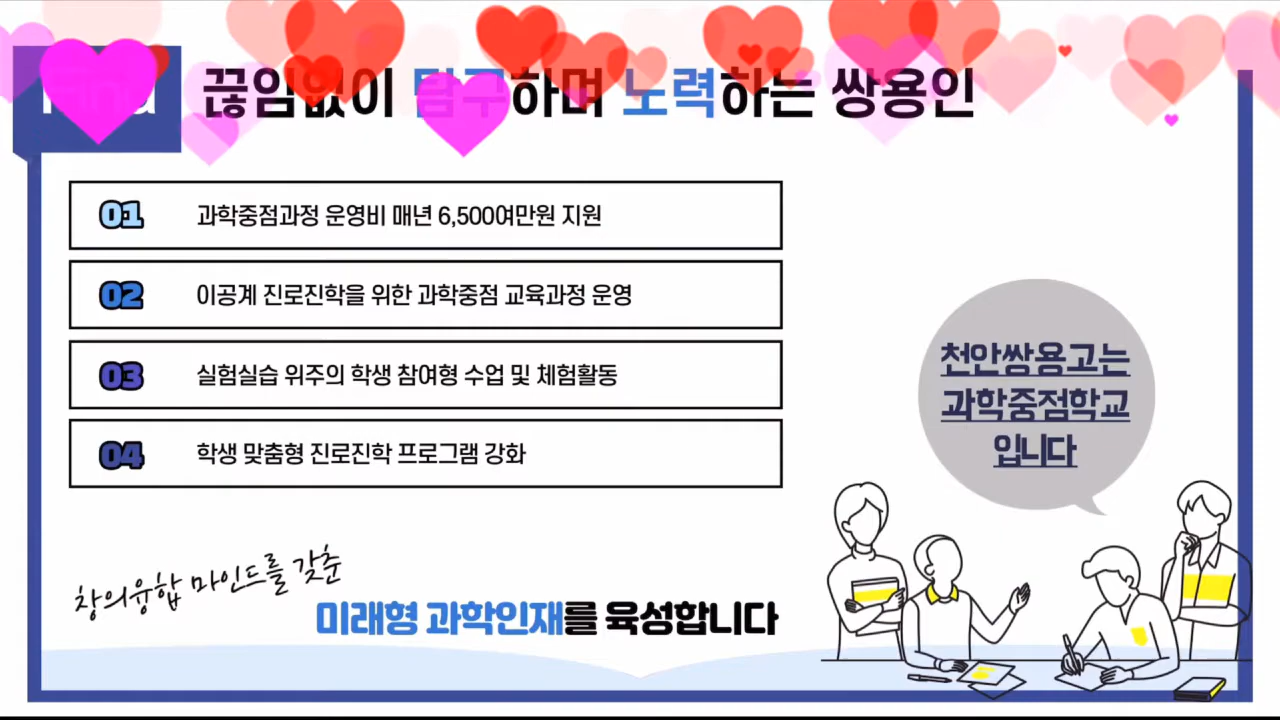 끊임없이 탐구하며 노력하는 쌍용인
01 과학중점과정 운영비 매년 6,500여만원 지원
02 이공계 진로진학을 위한 과학중점 교육과정 운영
03 실험실습 위주의 학생 참여형 수업 및 체험활동
04 학생 맞춤형 진로진학 프로그램 강화
천안쌍용고는
과학중점학교
입니다
창의융합 마인드를 갖춘
미래형 과학인재를 육성합니다